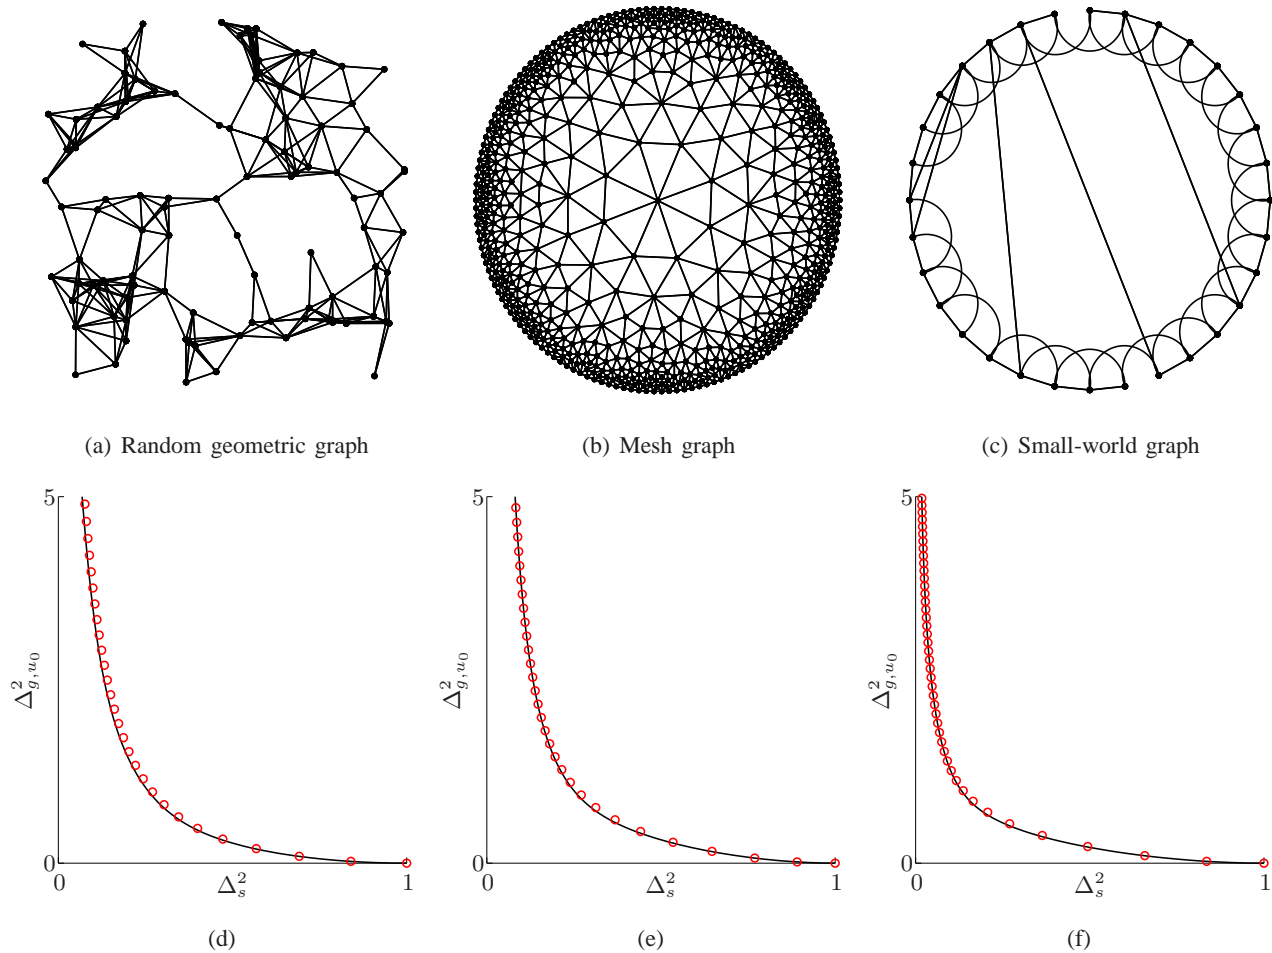 (a) Random geometric graph
(b) Mesh graph
(c) Small-world graph
5
Δ²g,u₀
0
0
Δ²s
1
(d)
5
Δ²g,u₀
0
0
Δ²s
1
(e)
5
Δ²g,u₀
0
0
Δ²s
1
(f)